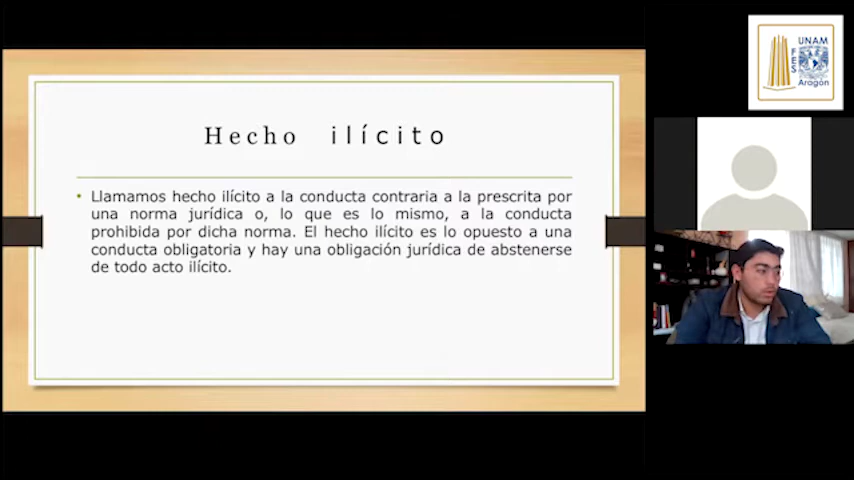 Hecho ilícito
Llamamos hecho ilícito a la conducta contraria a la prescrita por
una norma jurídica o, lo que es lo mismo, a la conducta
prohibida por dicha norma. El hecho ilícito es lo opuesto a una
conducta obligatoria y hay una obligación jurídica de abstenerse
de todo acto ilícito.
UNAM
FES
Aragón